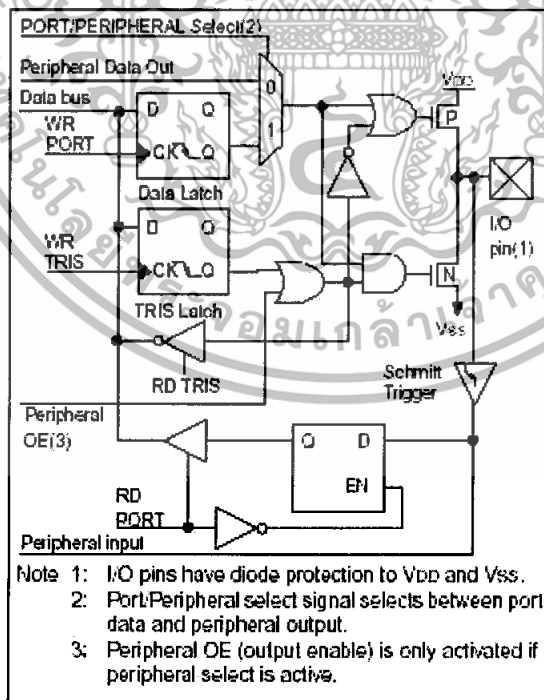 PORT/PERIPHERAL Select(2)
Peripheral Data Out
Data bus
WR
PORT
D Q
CK Q
Data Latch
0
1
VDD
P
I/O
pin(1)
WR
TRIS
D Q
CK Q
TRIS Latch
N
Vss
RD TRIS
Schmitt
Trigger
Peripheral
OE(3)
Q D
EN
RD
PORT
Peripheral input
Note 1: I/O pins have diode protection to VDD and VSS.
2: Port/Peripheral select signal selects between port
data and peripheral output.
3: Peripheral OE (output enable) is only activated if
peripheral select is active.